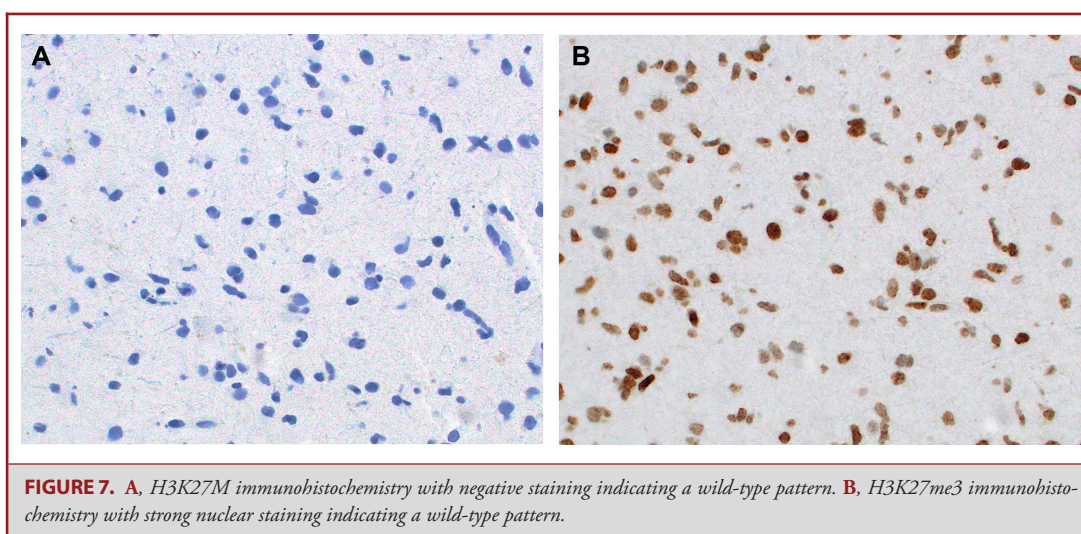 A
B
FIGURE 7. A, H3K27M immunohistochemistry with negative staining indicating a wild-type pattern. B, H3K27me3 immunohisto-
chemistry with strong nuclear staining indicating a wild-type pattern.